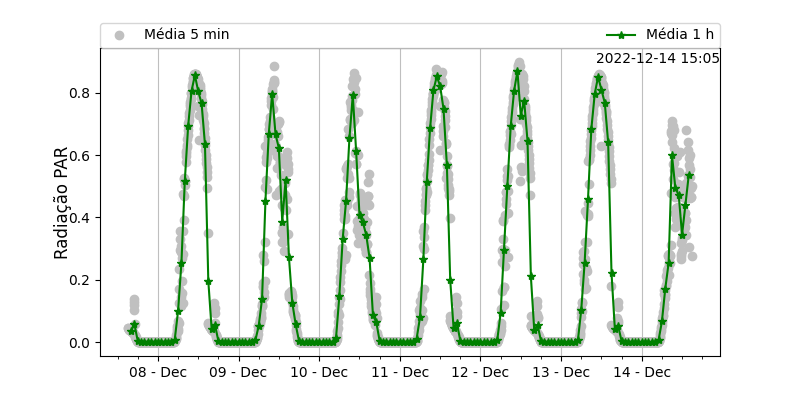 Média 5 min
Média 1 h
2022-12-14 15:05
Radiação PAR
0.8
0.6
0.4
0.2
0.0
08 - Dec
09 - Dec
10 - Dec
11 - Dec
12 - Dec
13 - Dec
14 - Dec